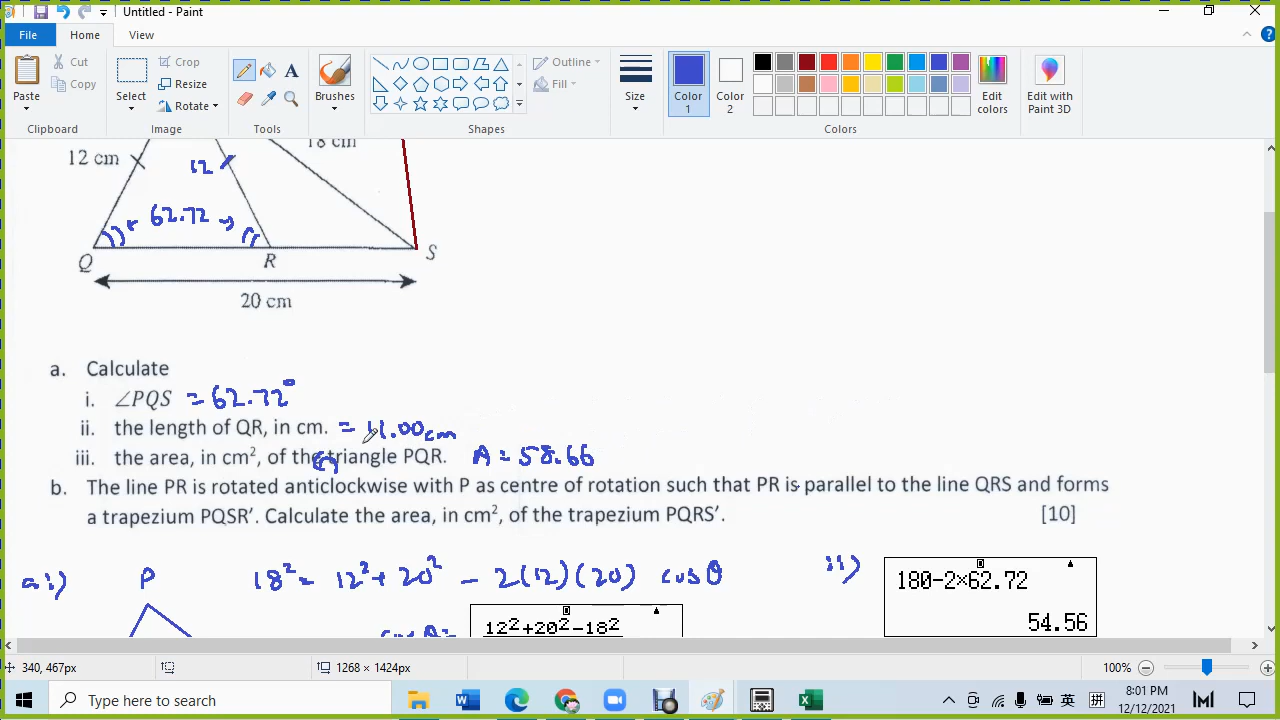 Untitled - Paint
File Home View
Paste Cut Copy Clipboard
Select Crop Resize Rotate Image
Tools
Brushes
Outline Fill Shapes
Size
Color 1 Color 2 Edit colors Colors
Edit with Paint 3D
18 cm
12 cm 12
62.72
Q R S
20 cm
a. Calculate
i. ∠PQS = 62.72°
ii. the length of QR, in cm. = 11.00cm
iii. the area, in cm², of the triangle PQR. A = 58.66
b. The line PR is rotated anticlockwise with P as centre of rotation such that PR is parallel to the line QRS and forms
a trapezium PQSR′. Calculate the area, in cm², of the trapezium PQRS′. [10]
ai) P 18² = 12² + 20² - 2(12)(20) cosθ ii) 180-2×62.72
54.56
cosθ= 12²+20²-18²
340, 467px 1268 × 1424px 100%
Type here to search
英 拼 8:01 PM
12/12/2021